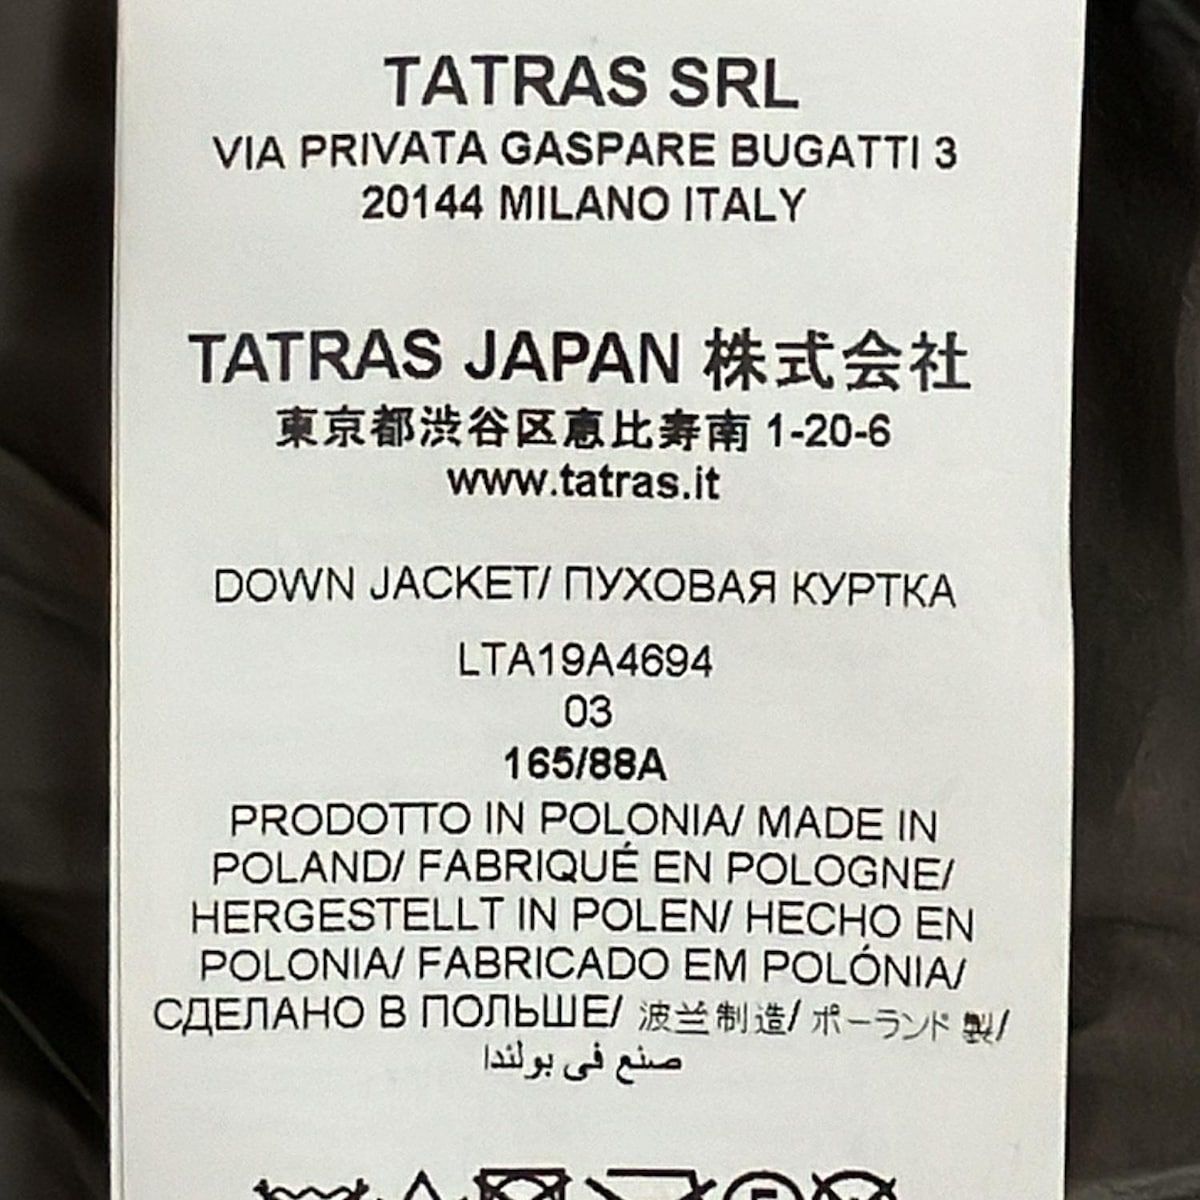 TATRAS SRL
VIA PRIVATA GASPARE BUGATTI 3
20144 MILANO ITALY
TATRAS JAPAN 株式会社
東京都渋谷区恵比寿南 1-20-6
www.tatras.it
DOWN JACKET/ ПУХОВАЯ КУРТКА
LTA19A4694
03
165/88A
PRODOTTO IN POLONIA/ MADE IN
POLAND/ FABRIQUÉ EN POLOGNE/
HERGESTELLT IN POLEN/ HECHO EN
POLONIA/ FABRICADO EM POLÓNIA/
СДЕЛАНО В ПОЛЬШЕ/ 波兰制造/ ポーランド 製/
صنع في بولندا